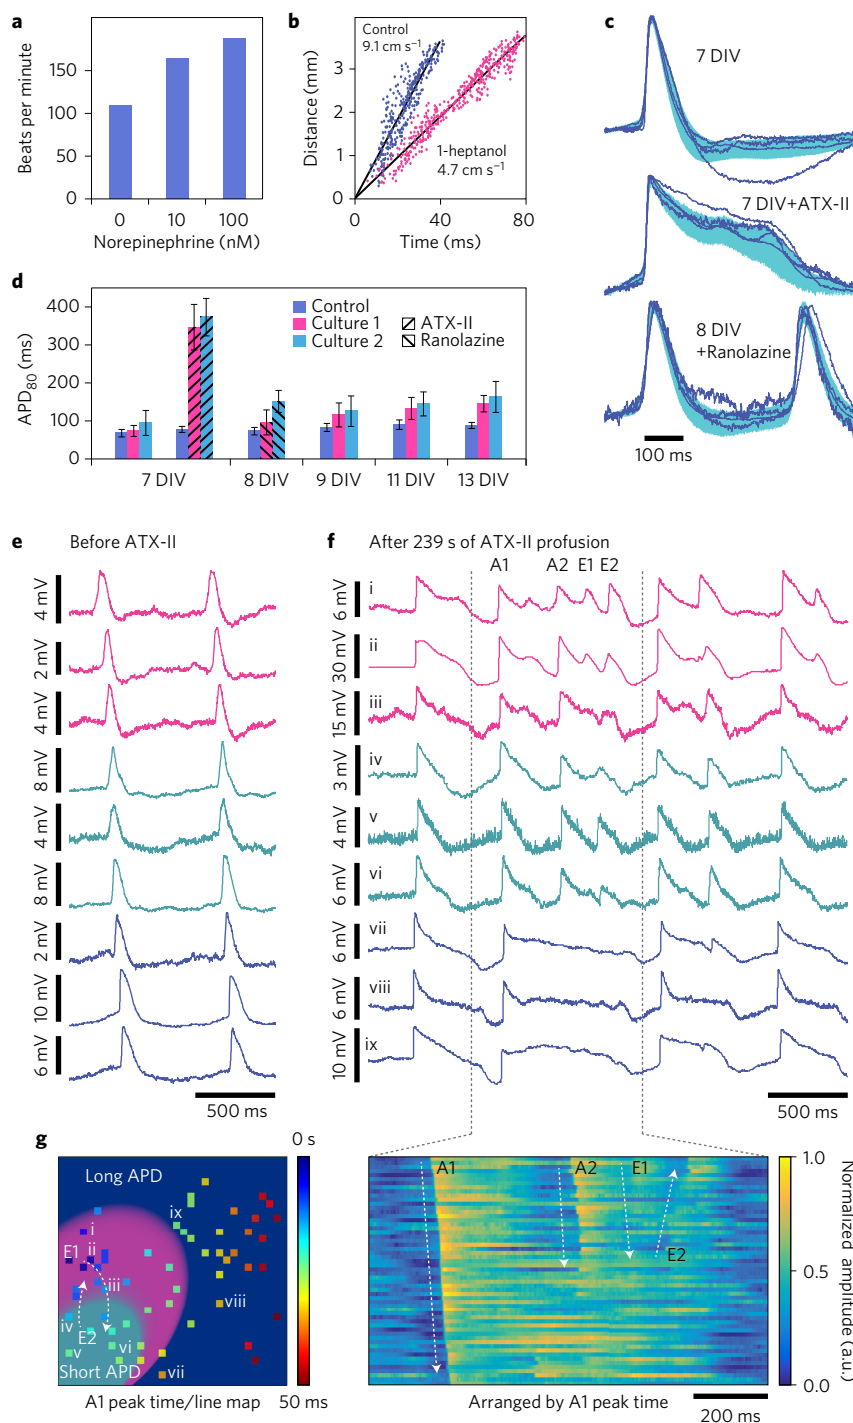 a
Beats per minute
150
100
50
0
0 10 100
Norepinephrine (nM)
b
Distance (mm)
3
2
1
0
Control
9.1 cm s⁻¹
1-heptanol
4.7 cm s⁻¹
0 40 80
Time (ms)
c
7 DIV
7 DIV+ATX-II
8 DIV
+Ranolazine
100 ms
d
APD₈₀ (ms)
400
300
200
100
0
Control
Culture 1
Culture 2
ATX-II
Ranolazine
7 DIV 8 DIV 9 DIV 11 DIV 13 DIV
e Before ATX-II
4 mV
2 mV
4 mV
8 mV
4 mV
8 mV
2 mV
10 mV
6 mV
500 ms
f After 239 s of ATX-II profusion
A1 A2 E1 E2
6 mV i
30 mV ii
15 mV iii
3 mV iv
4 mV v
6 mV vi
6 mV vii
6 mV viii
10 mV ix
500 ms
g
0 s
Long APD
ix
i
E1 ii
iii
viii
iv
E2
v vi
Short APD vii
A1 peak time/line map 50 ms
A1 A2 E1
E2
Arranged by A1 peak time
200 ms
1.0
0.5
0.0
Normalized amplitude (a.u.)